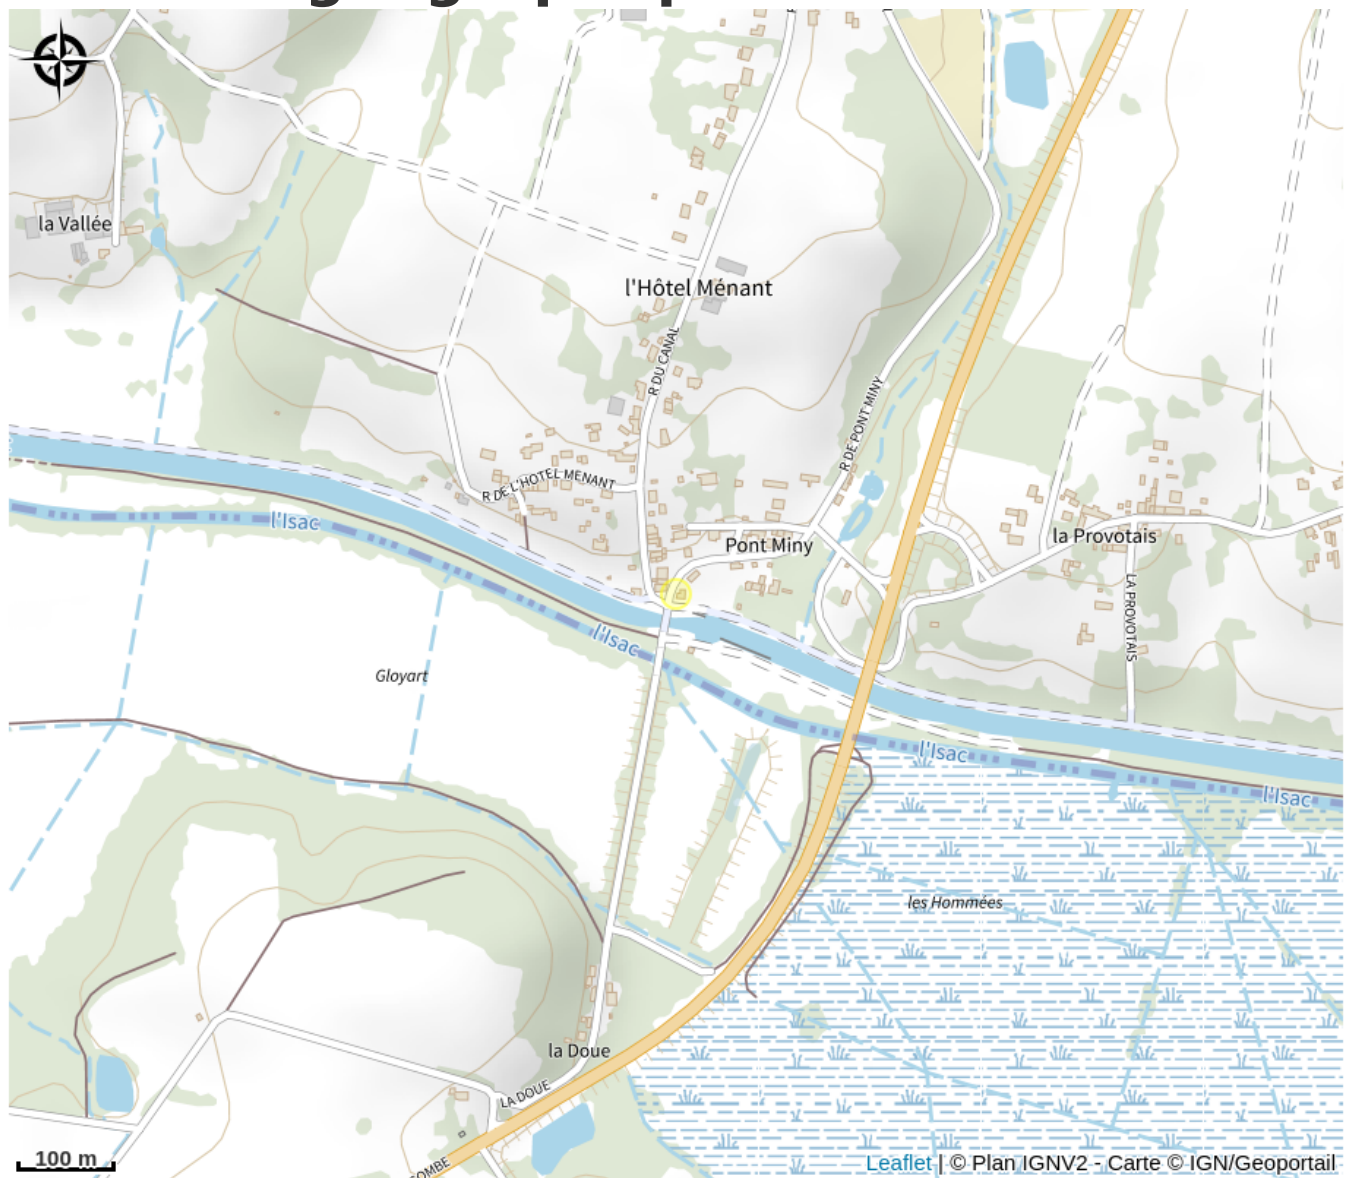 la Vallée
l'Hôtel Ménant
R DU CANAL
R DE PONT MINY
R DE L'HOTEL MENANT
l'Isac
Pont Miny
la Provotais
LA PROVOTAIS
l'Isac
Gloyart
l'Isac
l'Isac
les Hommées
la Doue
LA DOUE
OMBE
100 m
Leaflet | © Plan IGNV2 - Carte © IGN/Geoportail